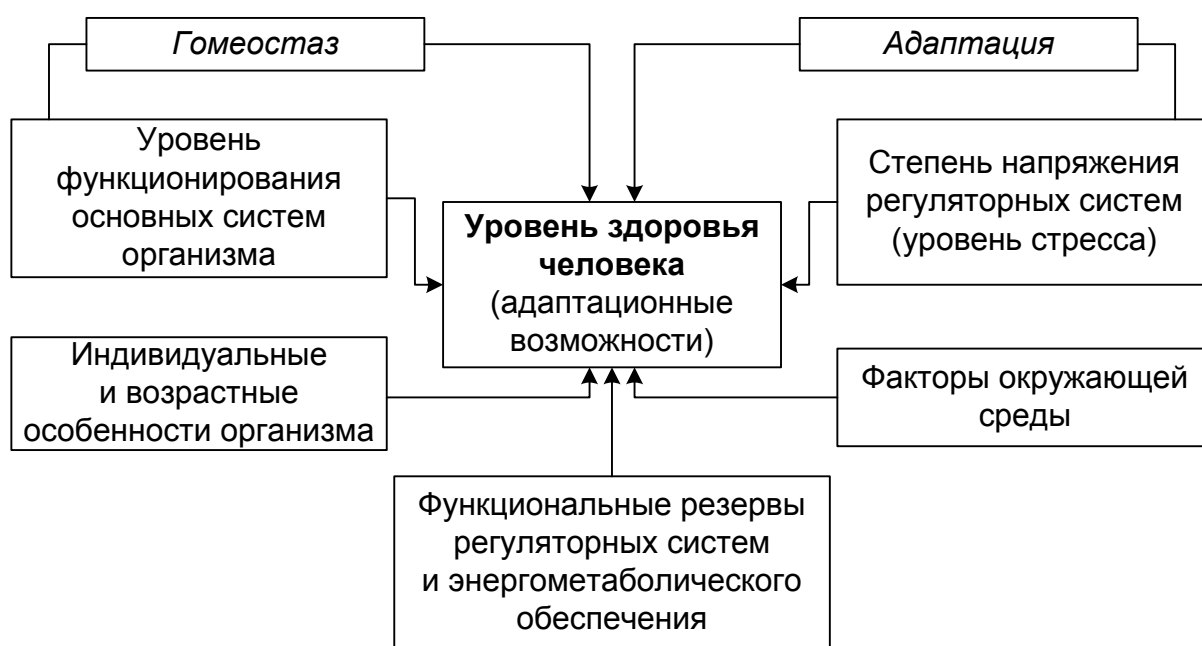 Гомеостаз
Адаптация
Уровень
функционирования
основных систем
организма
Степень напряжения
регуляторных систем
(уровень стресса)
Уровень здоровья
человека
(адаптационные
возможности)
Индивидуальные
и возрастные
особенности организма
Факторы окружающей
среды
Функциональные резервы
регуляторных систем
и энергометаболического
обеспечения